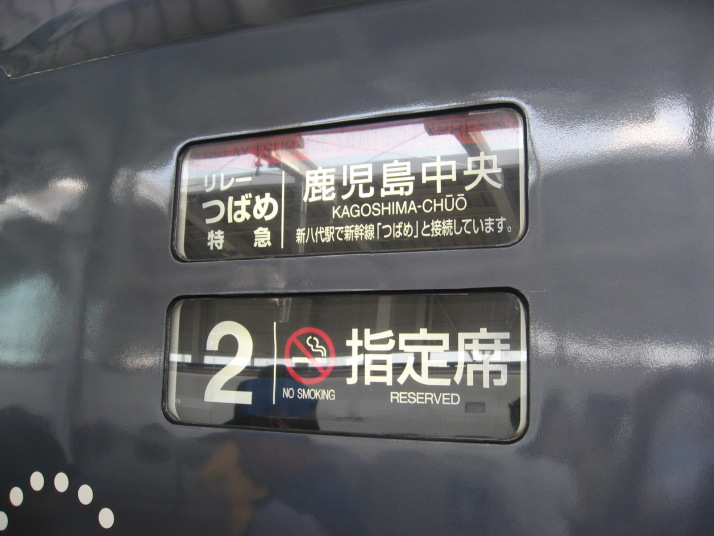 リレー
つばめ
特急
鹿児島中央
KAGOSHIMA-CHŪŌ
新八代駅で新幹線「つばめ」と接続しています。
2
NO SMOKING
指定席
RESERVED